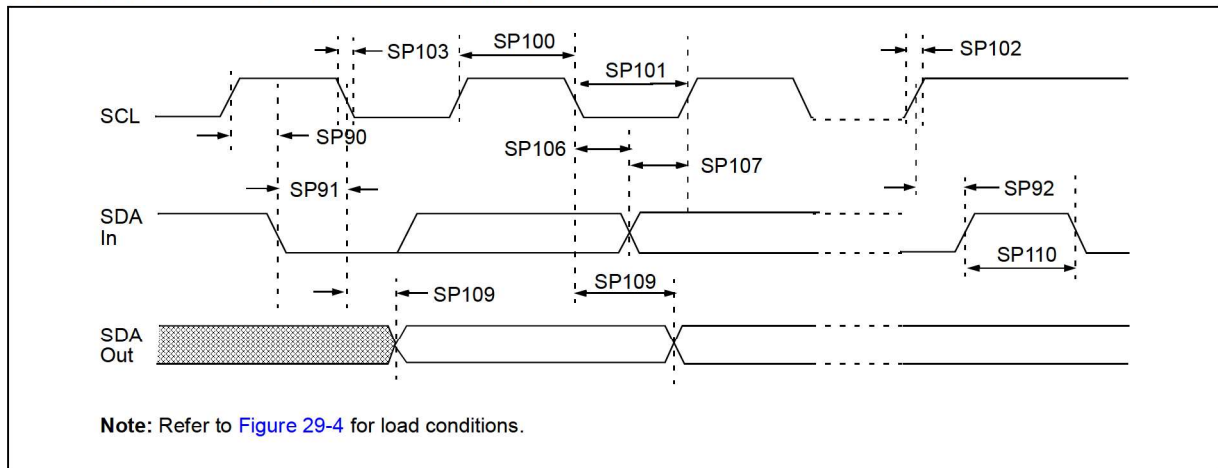 SP103
SP100
SP102
SP101
SCL
SP90
SP106
SP107
SP91
SP92
SDA
In
SP110
SP109
SP109
SDA
Out
Note: Refer to Figure 29-4 for load conditions.